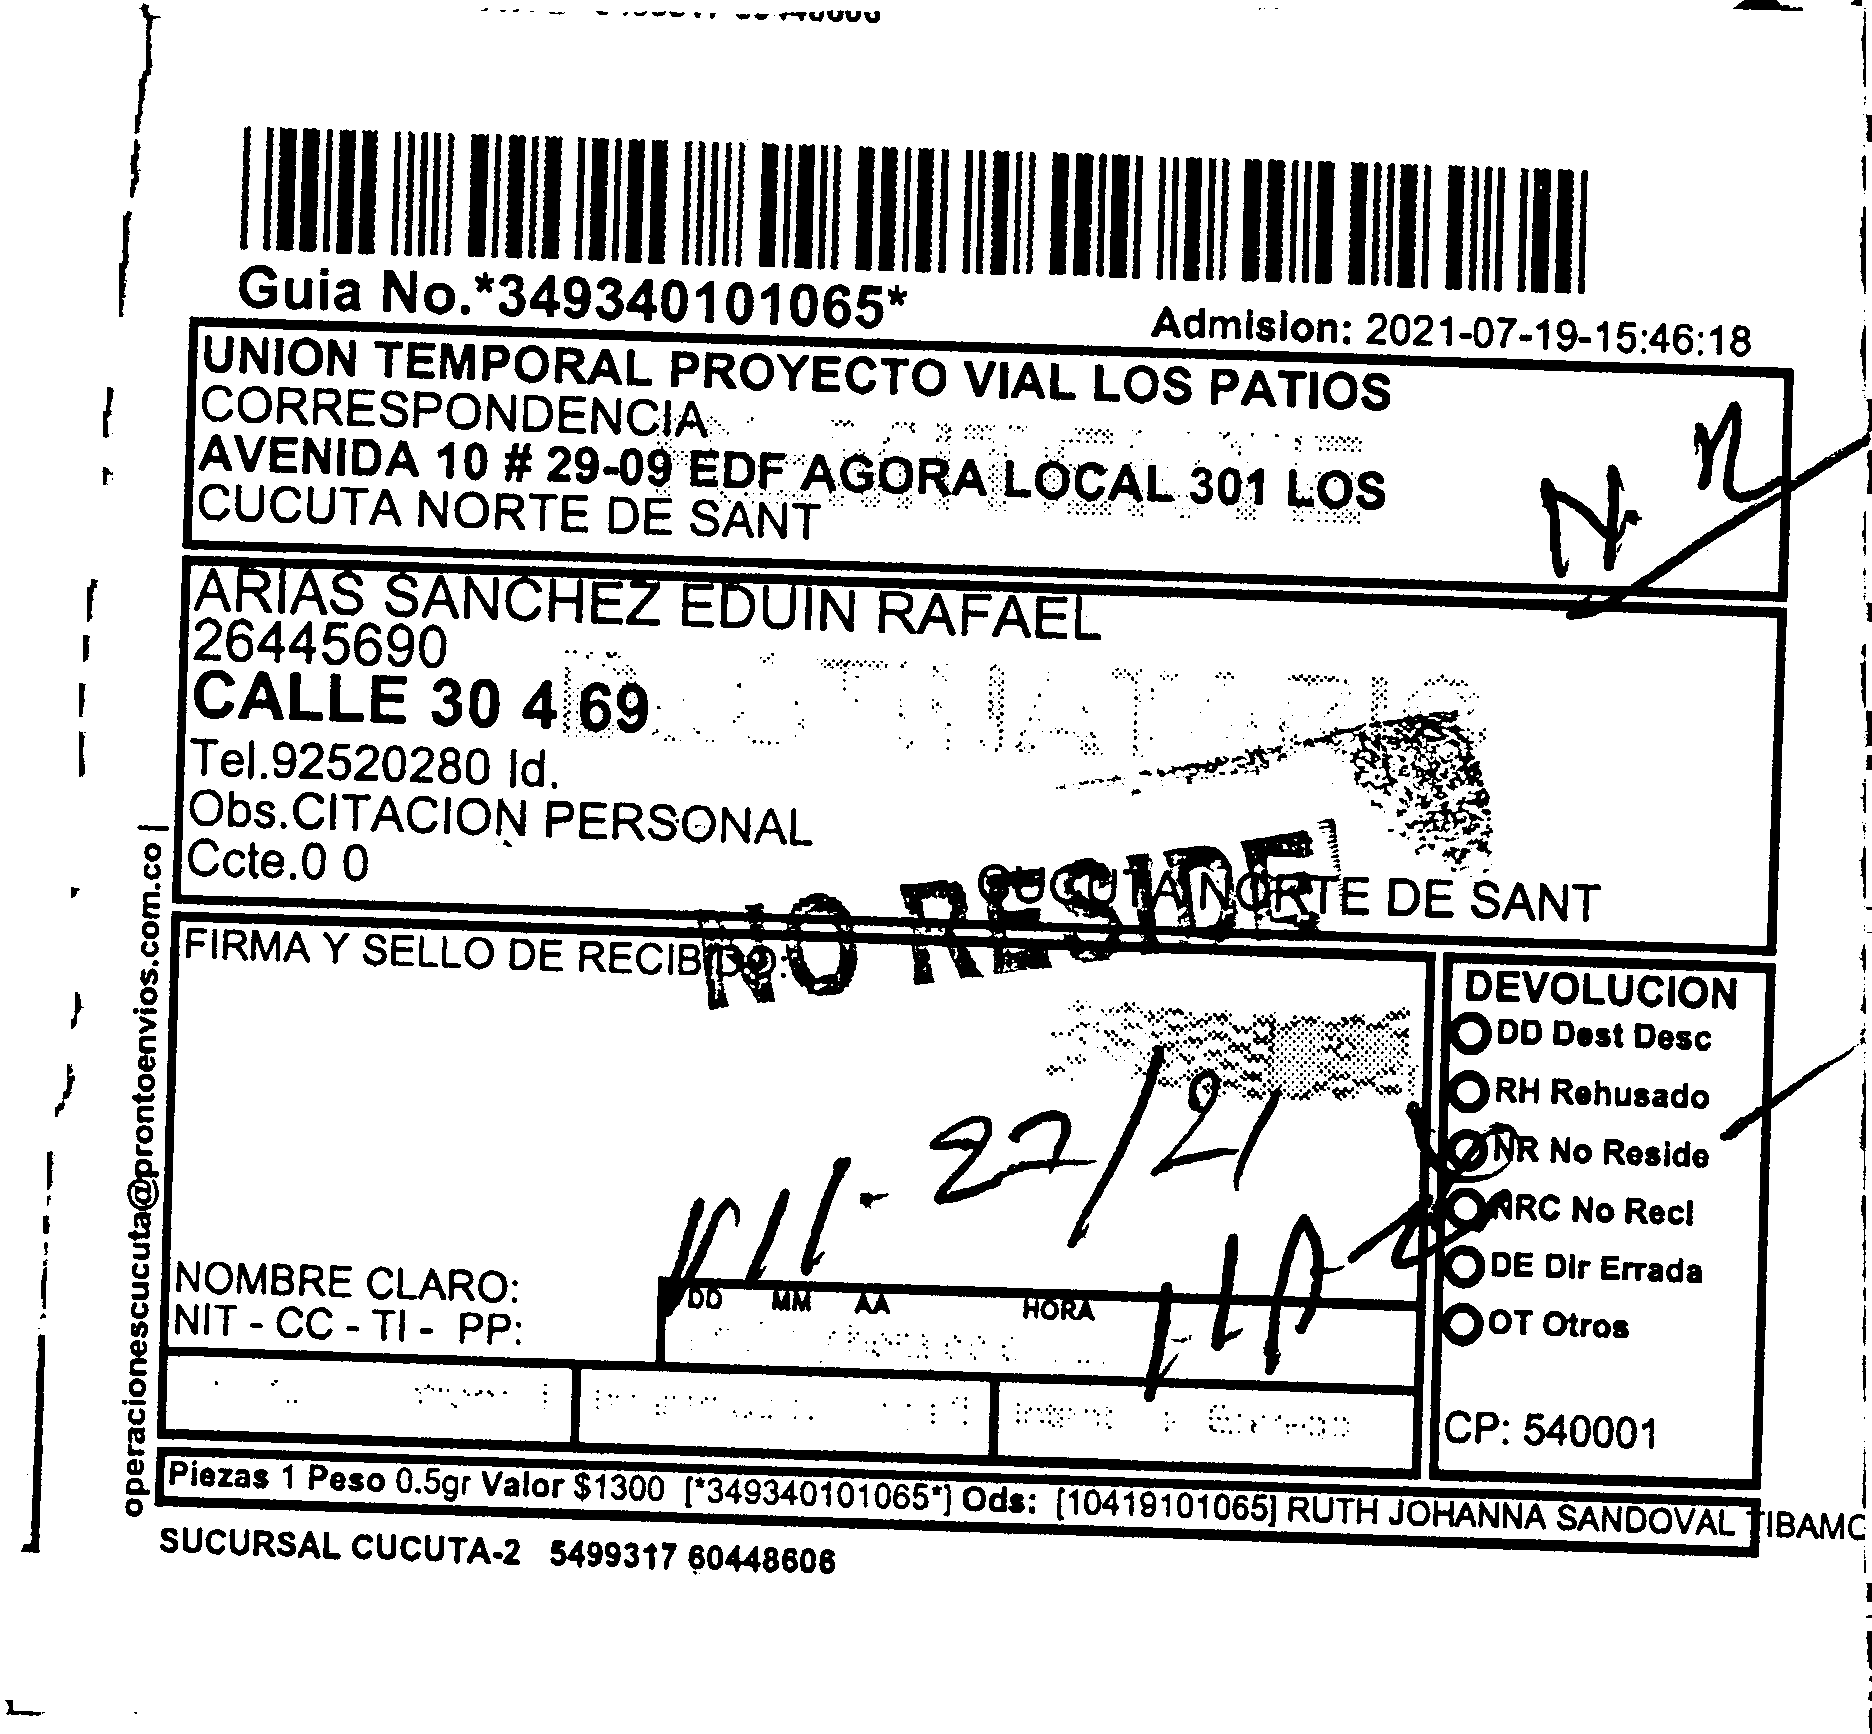 Guia No.*349340101065*
Admision: 2021-07-19-15:46:18
UNION TEMPORAL PROYECTO VIAL LOS PATIOS
CORRESPONDENCIA
AVENIDA 10 # 29-09 EDF AGORA LOCAL 301 LOS
CUCUTA NORTE DE SANT
ARIAS SANCHEZ EDUIN RAFAEL
26445690
CALLE 30 4 69
Tel.92520280 Id.
Obs.CITACION PERSONAL
Ccte.0 0
CUCUTA NORTE DE SANT
NO RESIDE
FIRMA Y SELLO DE RECIBIDO:
22/21
NOMBRE CLARO:
NIT - CC - TI - PP:
DD MM AA HORA
DEVOLUCION
DD Dest Desc
RH Rehusado
NR No Reside
NRC No Recl
DE Dir Errada
OT Otros
CP: 540001
Piezas 1 Peso 0.5gr Valor $1300 [*349340101065*] Ods: [10419101065] RUTH JOHANNA SANDOVAL TIBAMO
SUCURSAL CUCUTA-2 5499317 60448606
operacionescucuta@prontoenvios.com.co |